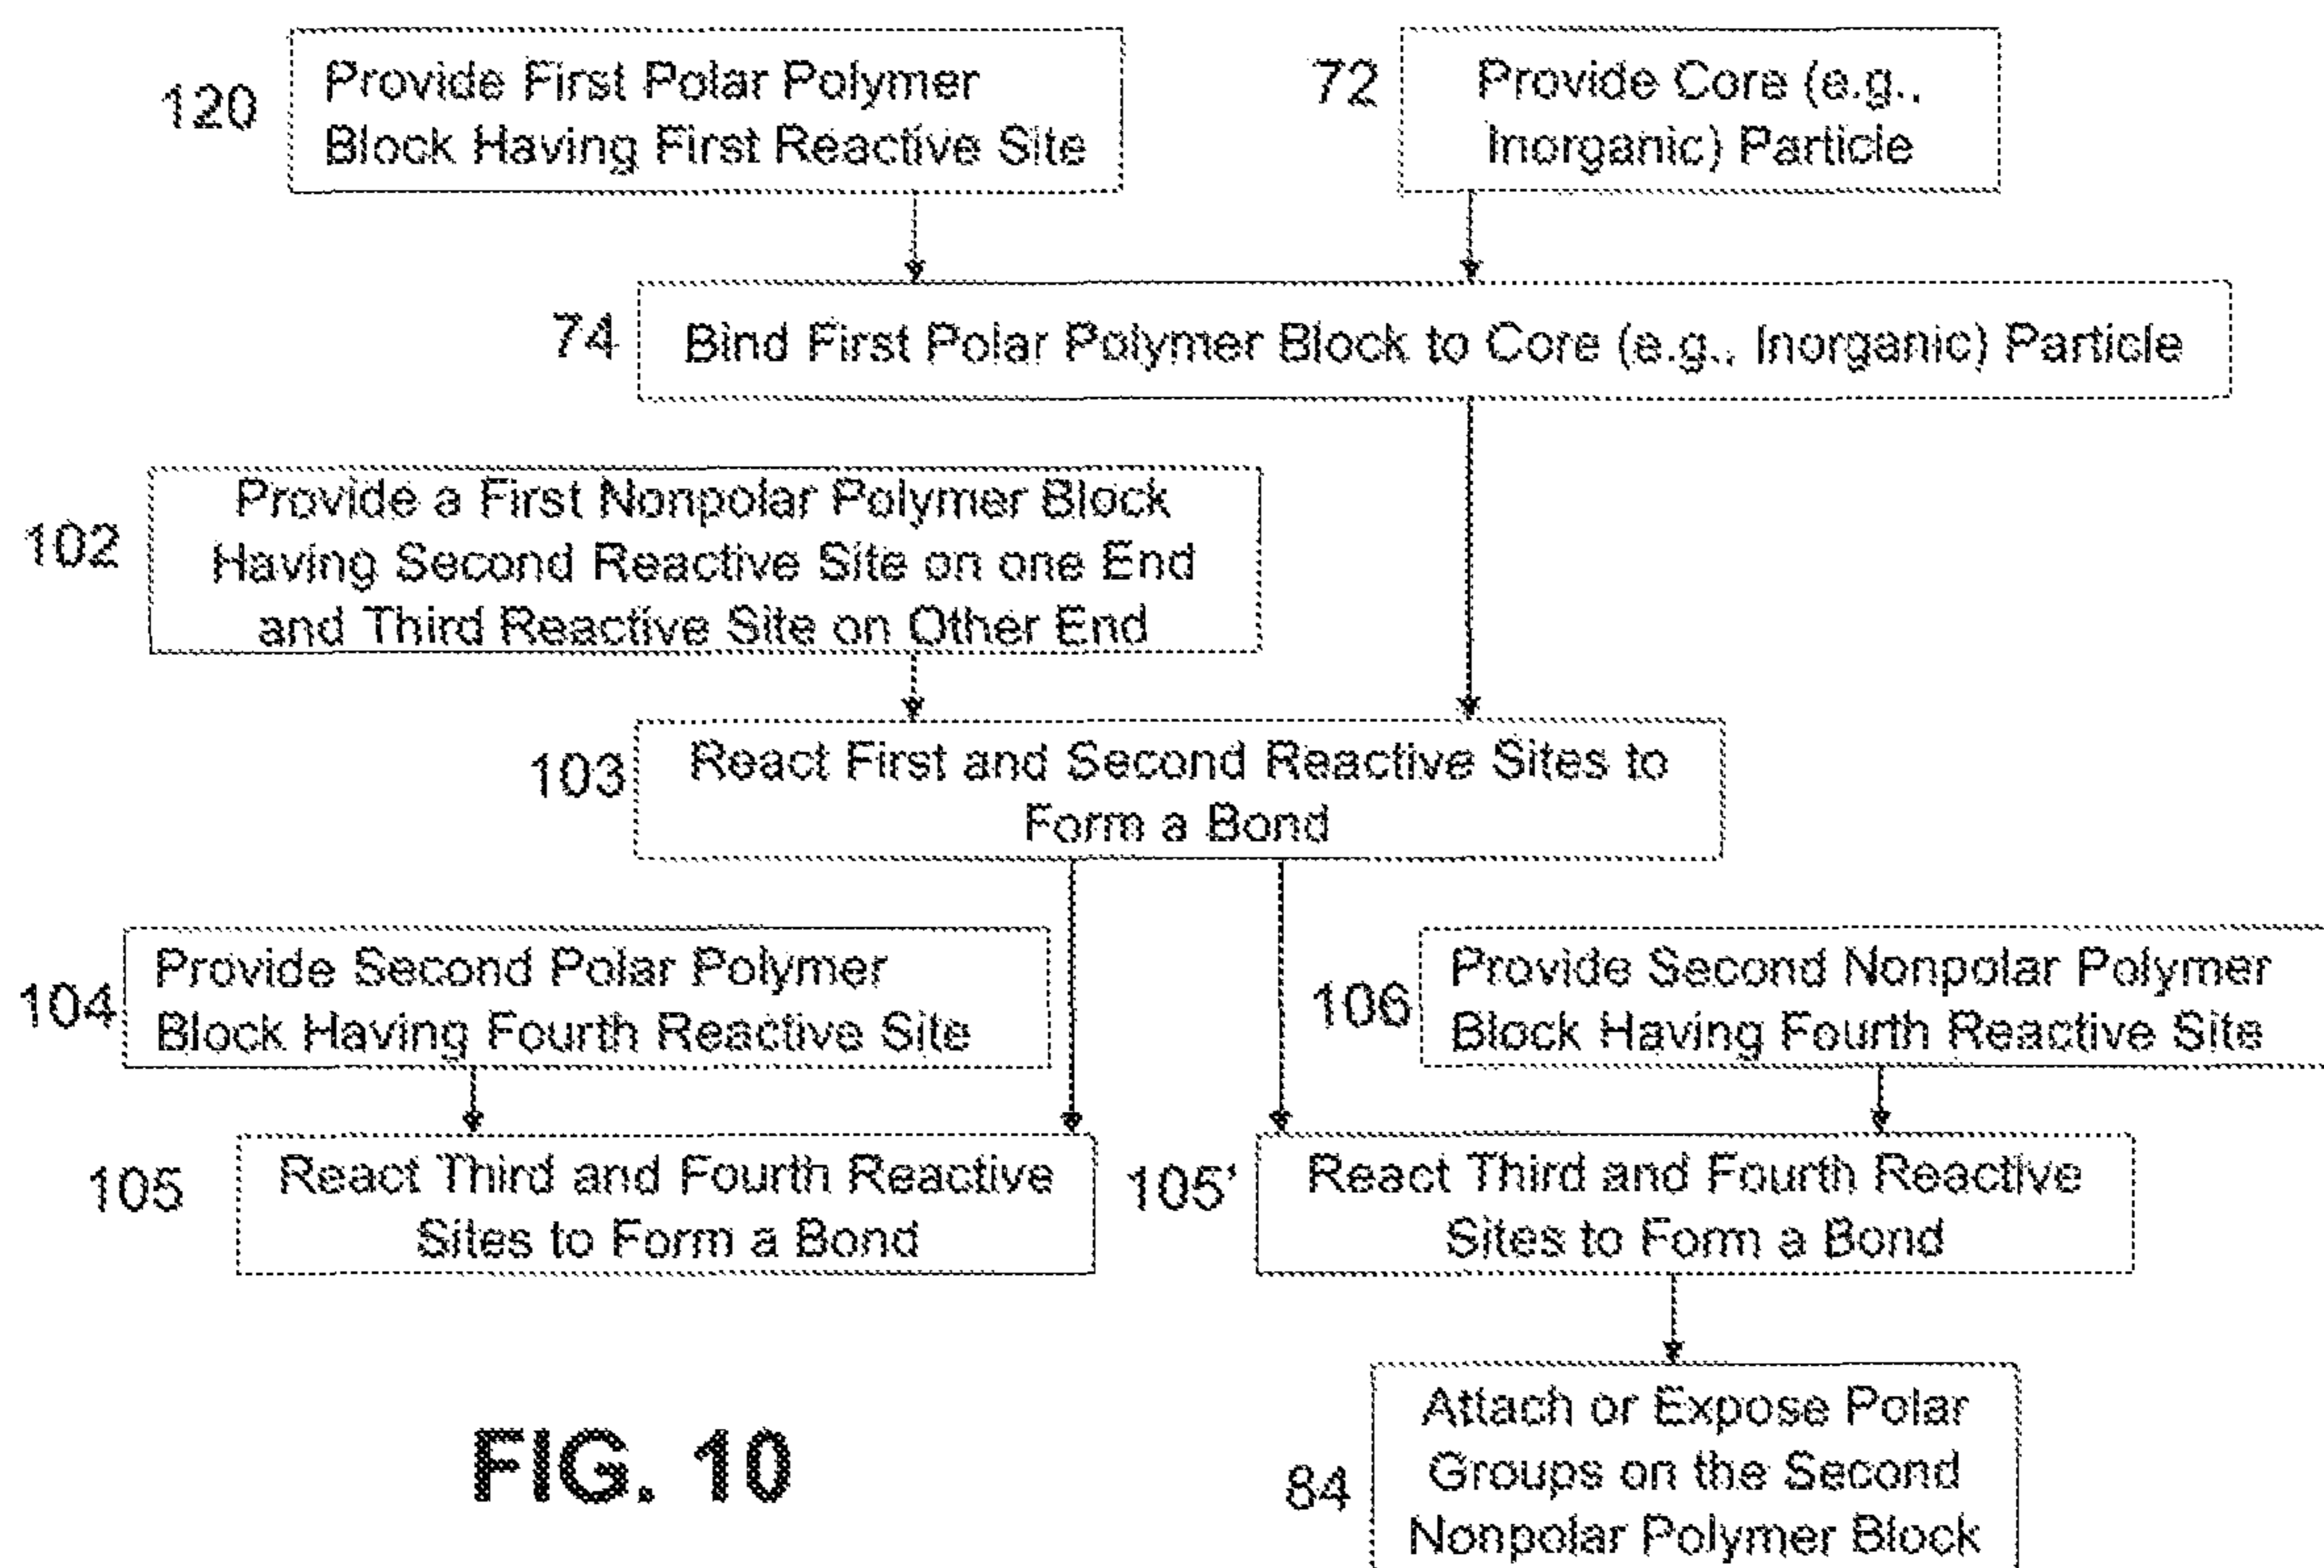 120
Provide First Polar Polymer
Block Having First Reactive Site
72
Provide Core (e.g.,
Inorganic) Particle
74
Bind First Polar Polymer Block to Core (e.g., Inorganic) Particle
102
Provide a First Nonpolar Polymer Block
Having Second Reactive Site on one End
and Third Reactive Site on Other End
103
React First and Second Reactive Sites to
Form a Bond
104
Provide Second Polar Polymer
Block Having Fourth Reactive Site
106
Provide Second Nonpolar Polymer
Block Having Fourth Reactive Site
105
React Third and Fourth Reactive
Sites to Form a Bond
105'
React Third and Fourth Reactive
Sites to Form a Bond
84
Attach or Expose Polar
Groups on the Second
Nonpolar Polymer Block
FIG. 10